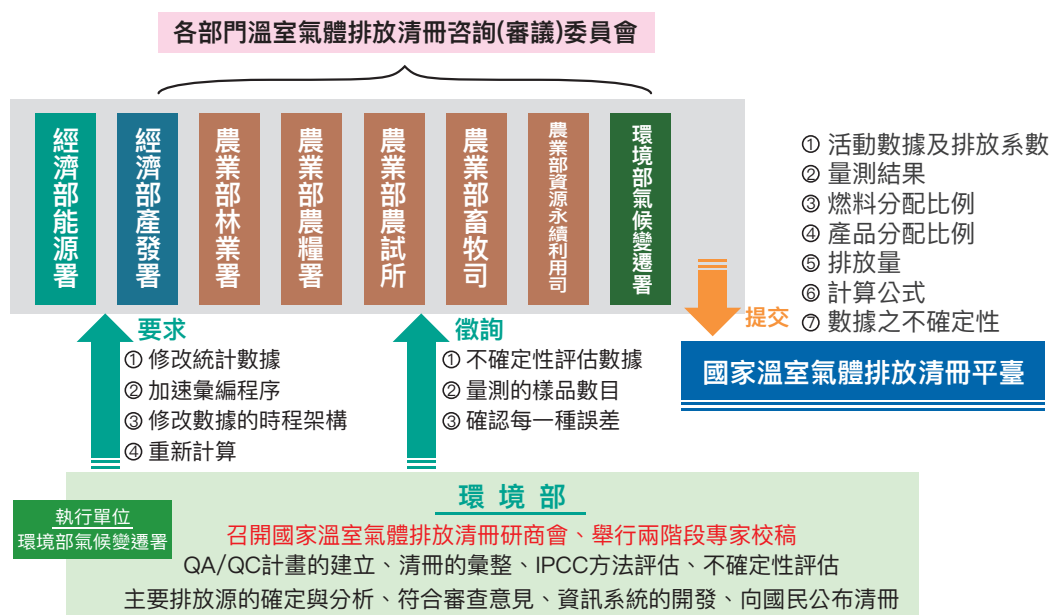 各部門溫室氣體排放清冊咨詢(審議)委員會
經濟部能源署
經濟部產發署
農業部林業署
農業部農糧署
農業部農試所
農業部畜牧司
農業部資源永續利用司
環境部氣候變遷署
① 活動數據及排放系數
② 量測結果
③ 燃料分配比例
④ 產品分配比例
⑤ 排放量
⑥ 計算公式
⑦ 數據之不確定性
提交
國家溫室氣體排放清冊平臺
要求
① 修改統計數據
② 加速彙編程序
③ 修改數據的時程架構
④ 重新計算
徵詢
① 不確定性評估數據
② 量測的樣品數目
③ 確認每一種誤差
執行單位
環境部氣候變遷署
環境部
召開國家溫室氣體排放清冊研商會、舉行兩階段專家校稿
QA/QC計畫的建立、清冊的彙整、IPCC方法評估、不確定性評估
主要排放源的確定與分析、符合審查意見、資訊系統的開發、向國民公布清冊